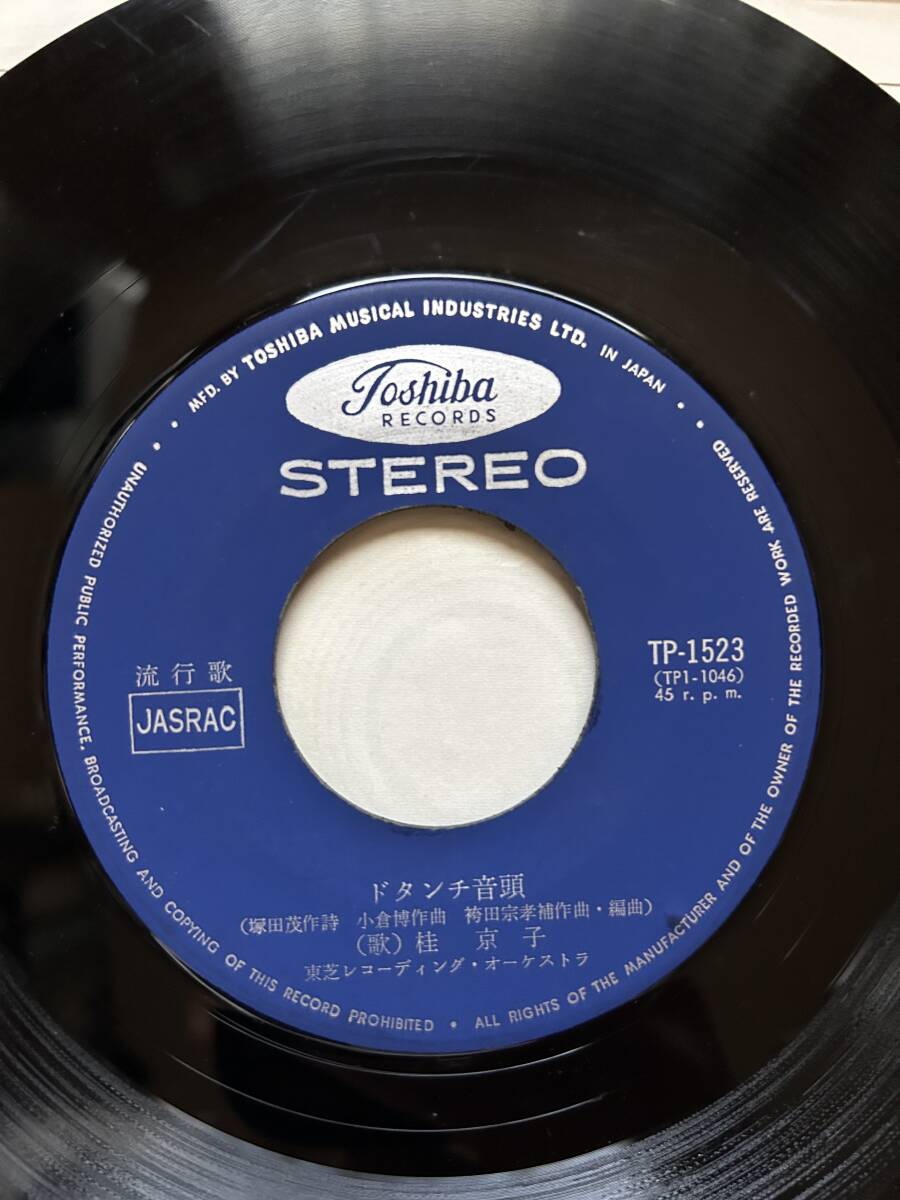 MFD. BY TOSHIBA MUSICAL INDUSTRIES LTD. IN JAPAN
Toshiba
RECORDS
STEREO
流行歌
JASRAC
TP-1523
(TP1-1046)
45 r. p. m.
ドタンチ音頭
(塚田茂作詩 小倉博作曲 袴田宗孝補作曲・編曲)
(歌) 桂 京 子
東芝レコーディング・オーケストラ
UNAUTHORIZED PUBLIC PERFORMANCE, BROADCASTING AND COPYING OF THIS RECORD PROHIBITED • ALL RIGHTS OF THE MANUFACTURER AND OF THE OWNER OF THE RECORDED WORK ARE RESERVED